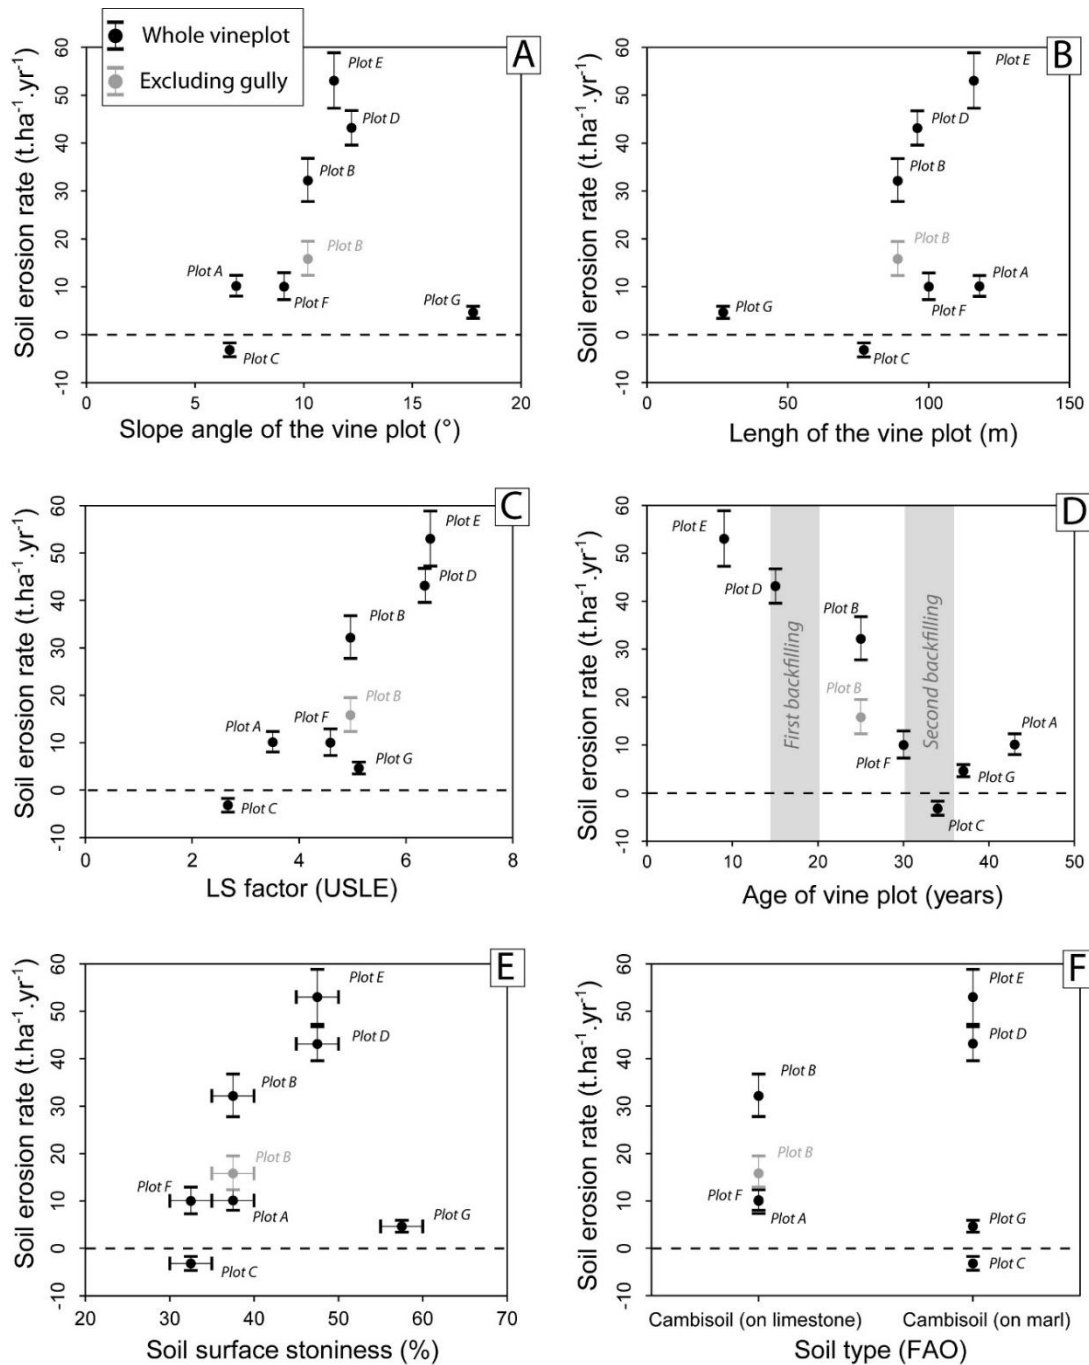 Whole vineplot
Excluding gully
A
Soil erosion rate (t.ha-1.yr-1)
60
50
40
30
20
10
0
-10
Plot E
Plot D
Plot B
Plot B
Plot A
Plot F
Plot G
Plot C
0 5 10 15 20
Slope angle of the vine plot (°)
B
Soil erosion rate (t.ha-1.yr-1)
60
50
40
30
20
10
0
-10
Plot E
Plot D
Plot B
Plot B
Plot A
Plot G
Plot F
Plot C
0 50 100 150
Lengh of the vine plot (m)
C
Soil erosion rate (t.ha-1.yr-1)
60
50
40
30
20
10
0
-10
Plot E
Plot D
Plot B
Plot B
Plot A
Plot F
Plot G
Plot C
0 2 4 6 8
LS factor (USLE)
D
Soil erosion rate (t.ha-1.yr-1)
60
50
40
30
20
10
0
-10
Plot E
Plot D
First backfilling
Plot B
Plot B
Plot F
Second backfilling
Plot A
Plot G
Plot C
0 10 20 30 40 50
Age of vine plot (years)
E
Soil erosion rate (t.ha-1.yr-1)
60
50
40
30
20
10
0
-10
Plot E
Plot D
Plot B
Plot B
Plot F
Plot A
Plot G
Plot C
20 30 40 50 60 70
Soil surface stoniness (%)
F
Soil erosion rate (t.ha-1.yr-1)
60
50
40
30
20
10
0
-10
Plot E
Plot D
Plot B
Plot B
Plot F
Plot A
Plot G
Plot C
Cambisoil (on limestone) Cambisoil (on marl)
Soil type (FAO)